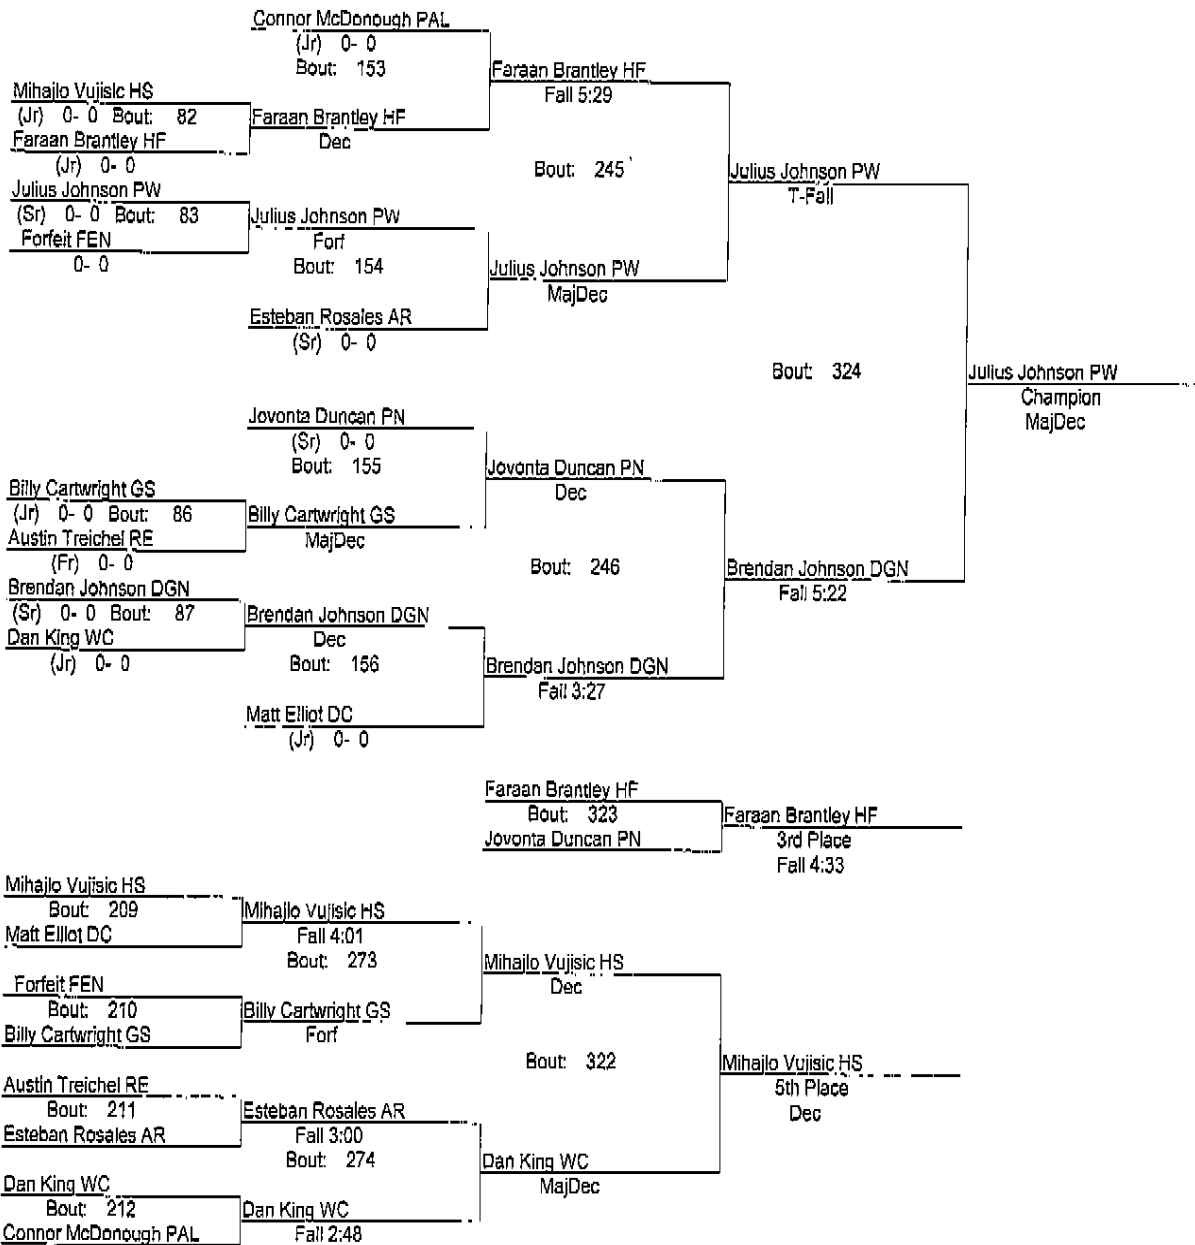 Connor McDonough PAL
(Jr) 0- 0
Bout: 153
Mihajlo Vujisic HS
(Jr) 0- 0 Bout: 82
Faraan Brantley HF
(Jr) 0- 0
Faraan Brantley HF
Dec
Faraan Brantley HF
Fall 5:29
Julius Johnson PW
(Sr) 0- 0 Bout: 83
Forfeit FEN
0- 0
Julius Johnson PW
Forf
Bout: 154
Esteban Rosales AR
(Sr) 0- 0
Julius Johnson PW
MajDec
Bout: 245
Julius Johnson PW
T-Fall
Jovonta Duncan PN
(Sr) 0- 0
Bout: 155
Billy Cartwright GS
(Jr) 0- 0 Bout: 86
Austin Treichel RE
(Fr) 0- 0
Billy Cartwright GS
MajDec
Jovonta Duncan PN
Dec
Brendan Johnson DGN
(Sr) 0- 0 Bout: 87
Dan King WC
(Jr) 0- 0
Brendan Johnson DGN
Dec
Bout: 156
Matt Elliot DC
(Jr) 0- 0
Brendan Johnson DGN
Fall 3:27
Bout: 246
Brendan Johnson DGN
Fall 5:22
Bout: 324
Julius Johnson PW
Champion
MajDec
Faraan Brantley HF
Bout: 323
Jovonta Duncan PN
Faraan Brantley HF
3rd Place
Fall 4:33
Mihajlo Vujisic HS
Bout: 209
Matt Elliot DC
Mihajlo Vujisic HS
Fall 4:01
Bout: 273
Forfeit FEN
Bout: 210
Billy Cartwright GS
Billy Cartwright GS
Forf
Mihajlo Vujisic HS
Dec
Austin Treichel RE
Bout: 211
Esteban Rosales AR
Esteban Rosales AR
Fall 3:00
Bout: 274
Dan King WC
Bout: 212
Connor McDonough PAL
Dan King WC
Fall 2:48
Dan King WC
MajDec
Bout: 322
Mihajlo Vujisic HS
5th Place
Dec